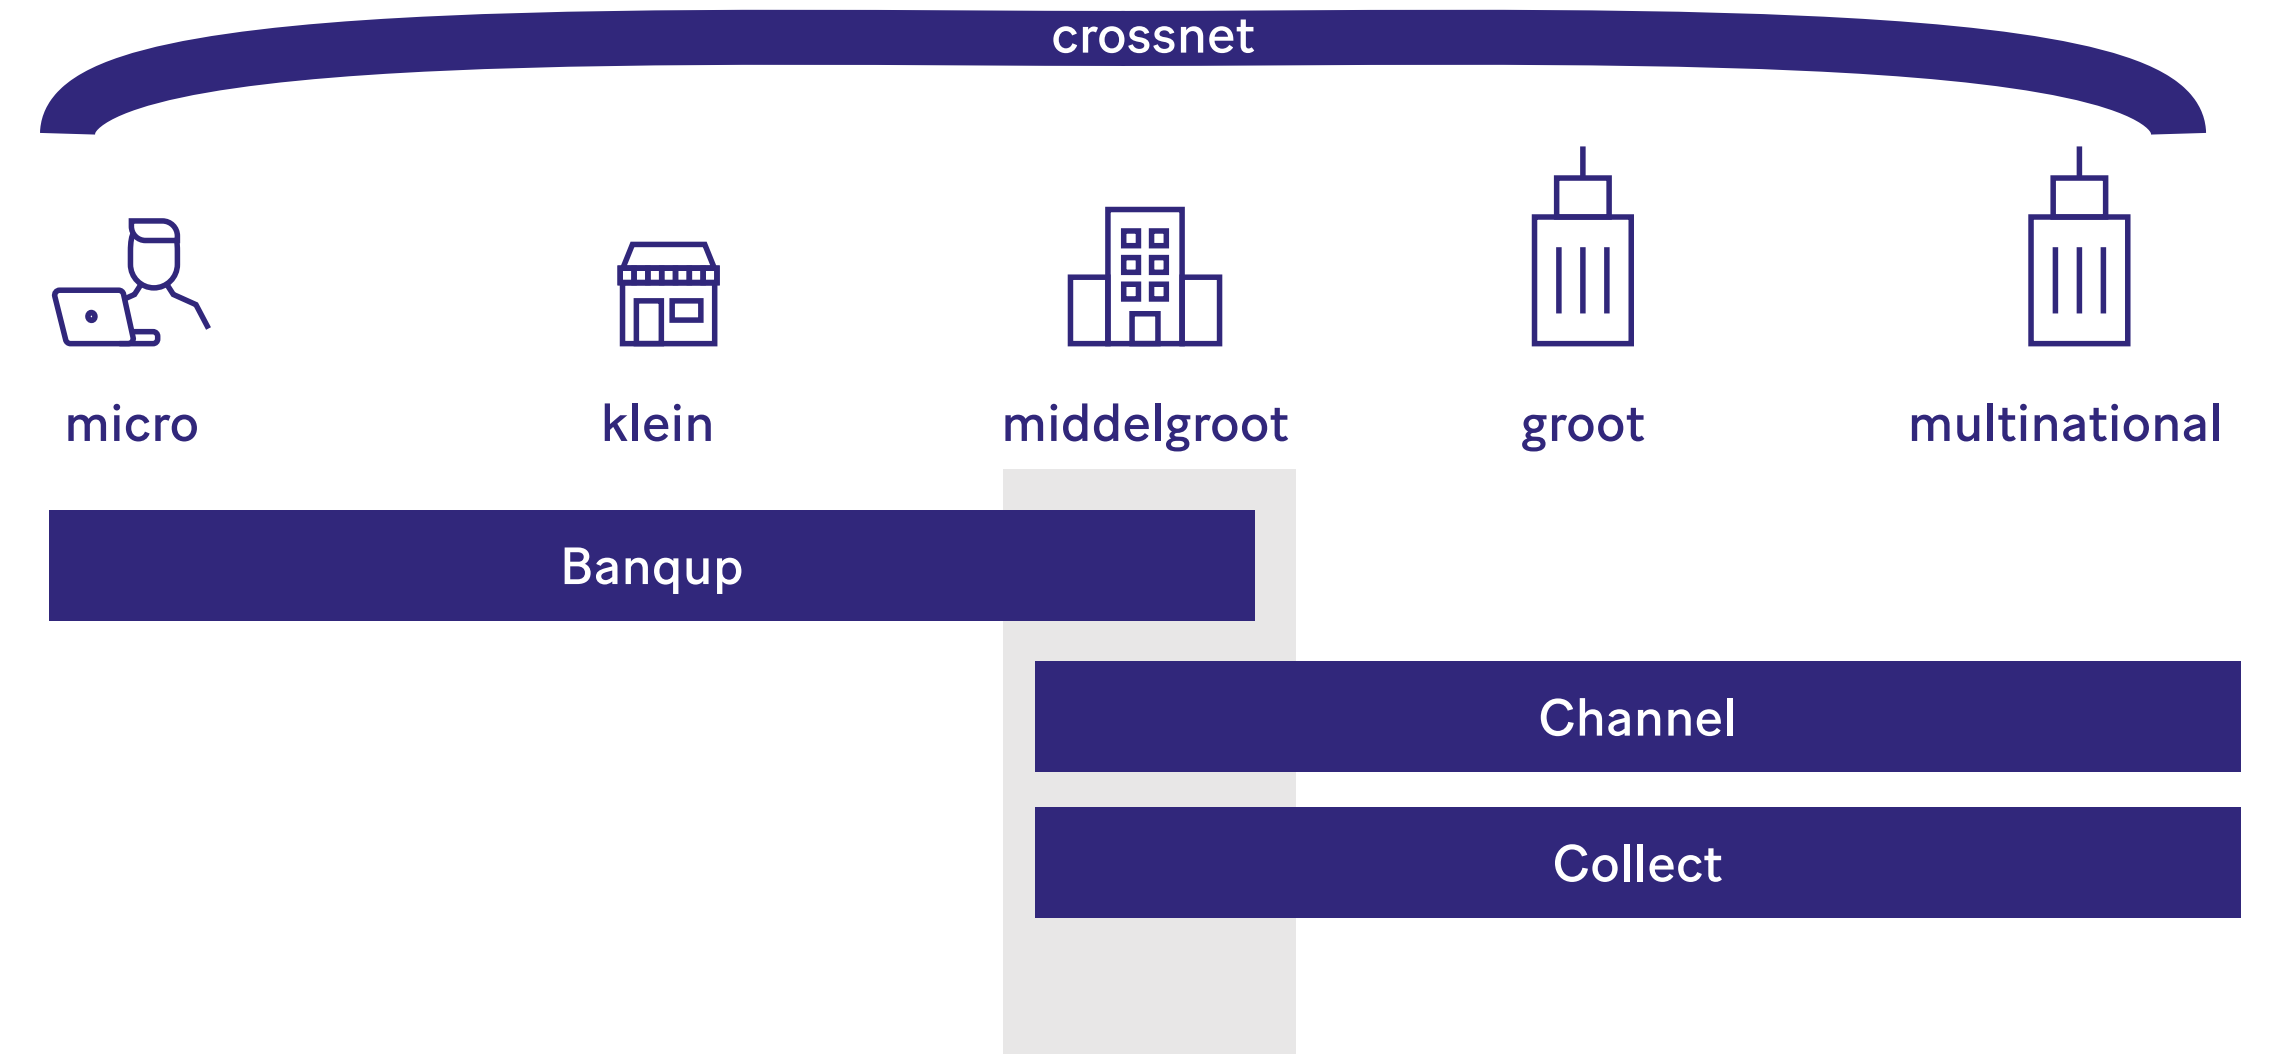 crossnet
micro klein middelgroot groot multinational
Banqup
Channel
Collect